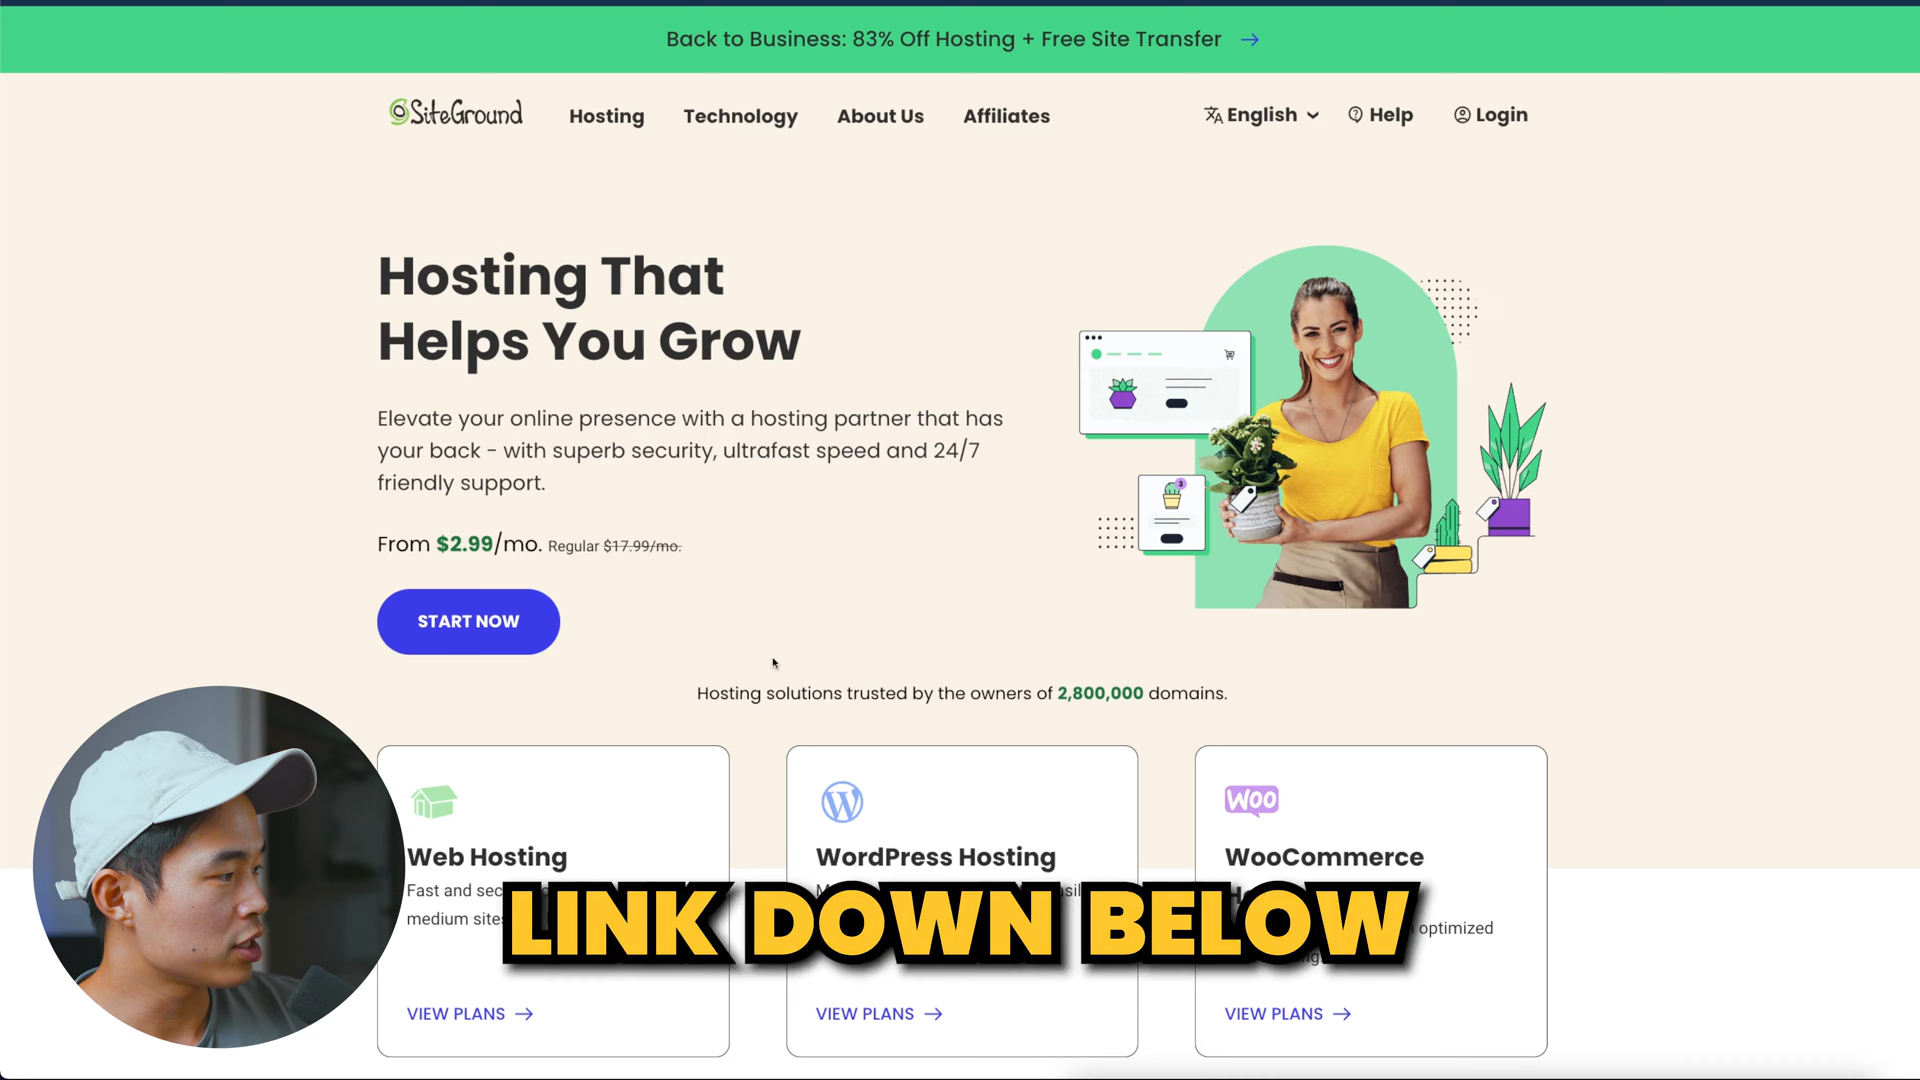 Back to Business: 83% Off Hosting + Free Site Transfer →
SiteGround
Hosting
Technology
About Us
Affiliates
English
Help
Login
Hosting That
Helps You Grow
Elevate your online presence with a hosting partner that has
your back - with superb security, ultrafast speed and 24/7
friendly support.
From $2.99/mo. Regular $17.99/mo.
START NOW
3
Hosting solutions trusted by the owners of 2,800,000 domains.
Web Hosting
Fast and
medium sites
VIEW PLANS →
WordPress Hosting
VIEW PLANS →
WOO
WooCommerce
optimized
VIEW PLANS →
LINK DOWN BELOW